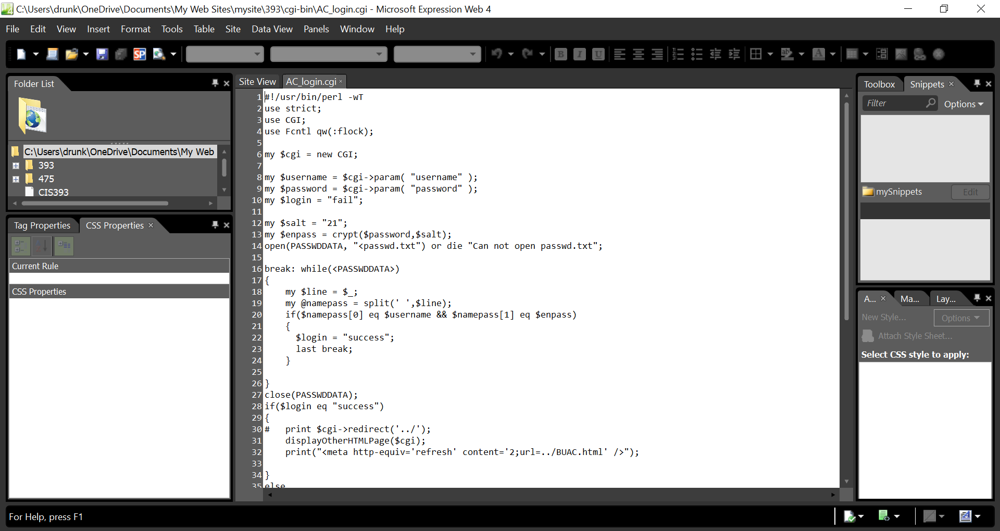 C:\Users\drunk\OneDrive\Documents\My Web Sites\mysite\393\cgi-bin\AC_login.cgi - Microsoft Expression Web 4
File Edit View Insert Format Tools Table Site Data View Panels Window Help
Folder List
C:\Users\drunk\OneDrive\Documents\My Web
393
475
CIS393
Tag Properties CSS Properties
Current Rule
CSS Properties
Site View AC_login.cgi
1 #!/usr/bin/perl -wT
2 use strict;
3 use CGI;
4 use Fcntl qw(:flock);
5
6 my $cgi = new CGI;
7
8 my $username = $cgi->param( "username" );
9 my $password = $cgi->param( "password" );
10 my $login = "fail";
11
12 my $salt = "21";
13 my $enpass = crypt($password,$salt);
14 open(PASSWDDATA, "<passwd.txt") or die "Can not open passwd.txt";
15
16 break: while(<PASSWDDATA>)
17 {
18     my $line = $_;
19     my @namepass = split(' ',$line);
20     if($namepass[0] eq $username && $namepass[1] eq $enpass)
21     {
22       $login = "success";
23       last break;
24     }
25
26 }
27 close(PASSWDDATA);
28 if($login eq "success")
29 {
30 #   print $cgi->redirect('../');
31     displayOtherHTMLPage($cgi);
32     print("<meta http-equiv='refresh' content='2;url=../BUAC.html' />");
33
34 }
35 else
Toolbox Snippets
Filter Options
mySnippets Edit
A... Ma... Lay...
New Style... Options
Attach Style Sheet...
Select CSS style to apply:
For Help, press F1